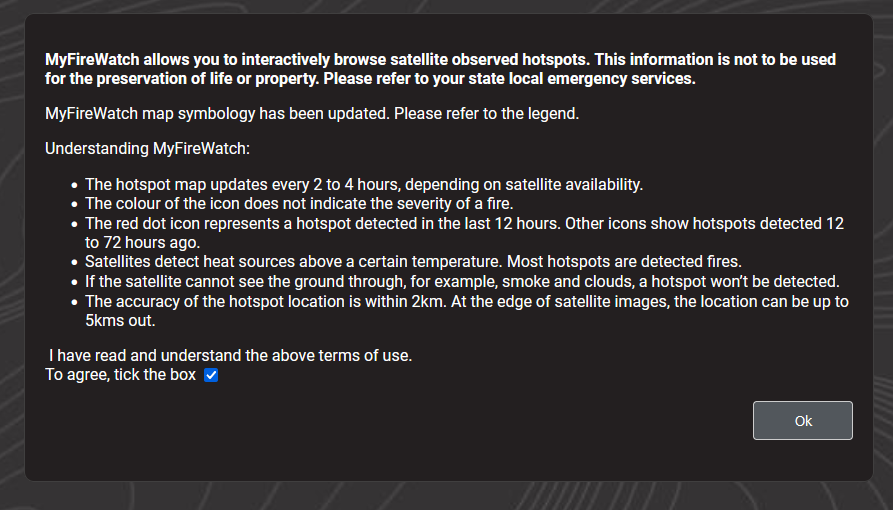 MyFireWatch allows you to interactively browse satellite observed hotspots. This information is not to be used
for the preservation of life or property. Please refer to your state local emergency services.
MyFireWatch map symbology has been updated. Please refer to the legend.
Understanding MyFireWatch:
• The hotspot map updates every 2 to 4 hours, depending on satellite availability.
• The colour of the icon does not indicate the severity of a fire.
• The red dot icon represents a hotspot detected in the last 12 hours. Other icons show hotspots detected 12
to 72 hours ago.
• Satellites detect heat sources above a certain temperature. Most hotspots are detected fires.
• If the satellite cannot see the ground through, for example, smoke and clouds, a hotspot won’t be detected.
• The accuracy of the hotspot location is within 2km. At the edge of satellite images, the location can be up to
5kms out.
I have read and understand the above terms of use.
To agree, tick the box
Ok